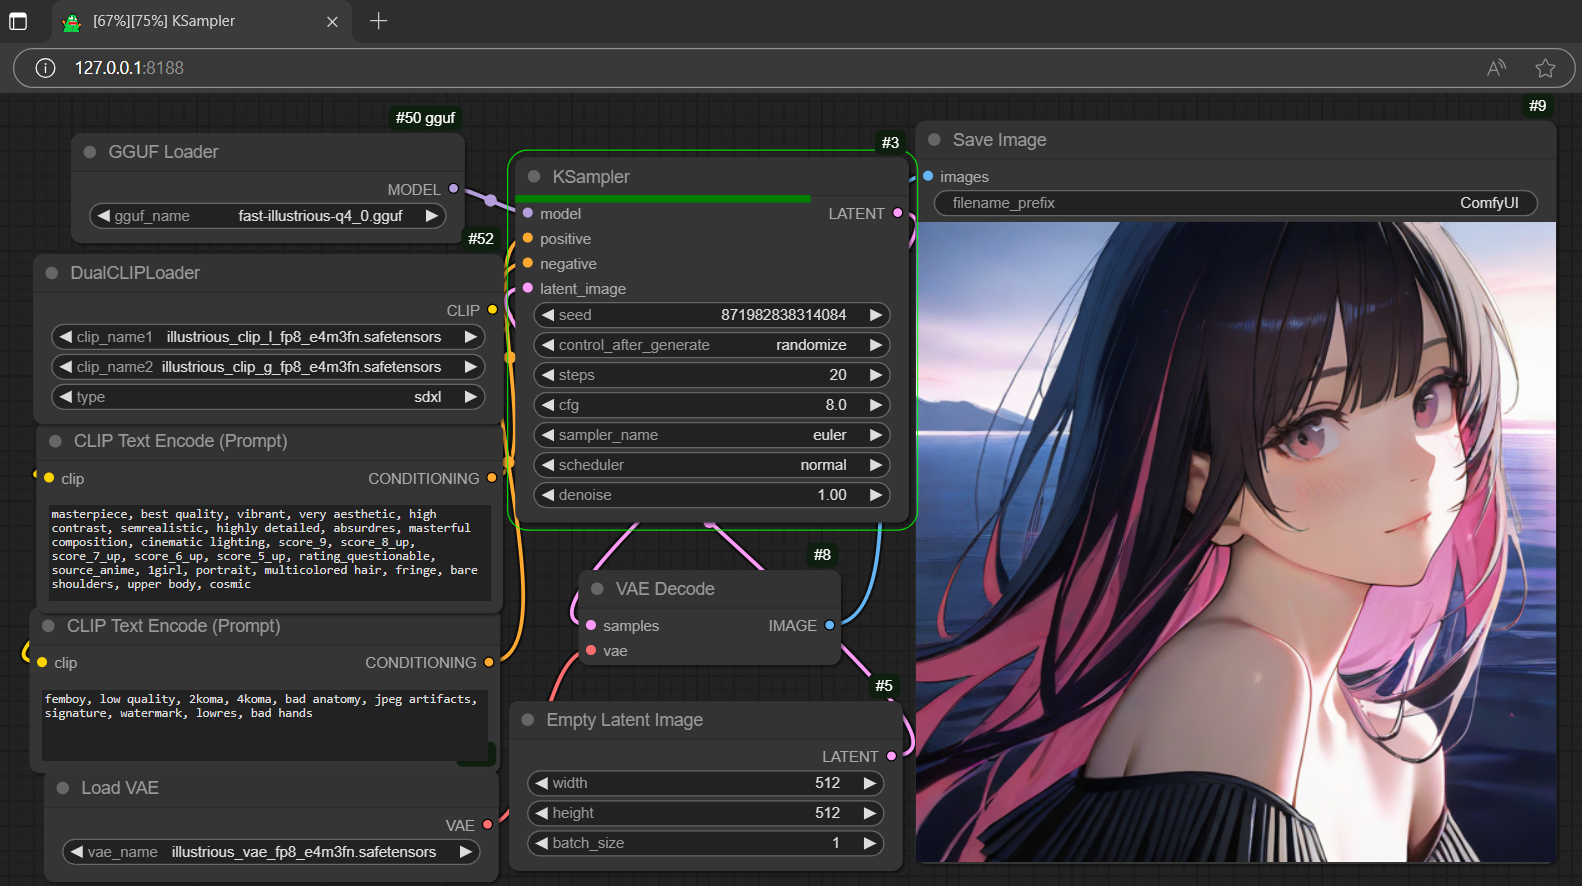 [67%][75%] KSampler
127.0.0.1:8188
#50 gguf
GGUF Loader
MODEL
gguf_name fast-illustrious-q4_0.gguf
#52
DualCLIPLoader
CLIP
clip_name1 illustrious_clip_l_fp8_e4m3fn.safetensors
clip_name2 illustrious_clip_g_fp8_e4m3fn.safetensors
type sdxl
CLIP Text Encode (Prompt)
clip CONDITIONING
masterpiece, best quality, vibrant, very aesthetic, high
contrast, semrealistic, highly detailed, absurdres, masterful
composition, cinematic lighting, score_9, score_8_up,
score_7_up, score_6_up, score_5_up, rating_questionable,
source_anime, 1girl, portrait, multicolored hair, fringe, bare
shoulders, upper body, cosmic
CLIP Text Encode (Prompt)
clip CONDITIONING
femboy, low quality, 2koma, 4koma, bad anatomy, jpeg artifacts,
signature, watermark, lowres, bad hands
Load VAE
VAE
vae_name illustrious_vae_fp8_e4m3fn.safetensors
#3
KSampler
model LATENT
positive
negative
latent_image
seed 871982838314084
control_after_generate randomize
steps 20
cfg 8.0
sampler_name euler
scheduler normal
denoise 1.00
#8
VAE Decode
samples IMAGE
vae
#5
Empty Latent Image
LATENT
width 512
height 512
batch_size 1
#9
Save Image
images
filename_prefix ComfyUI